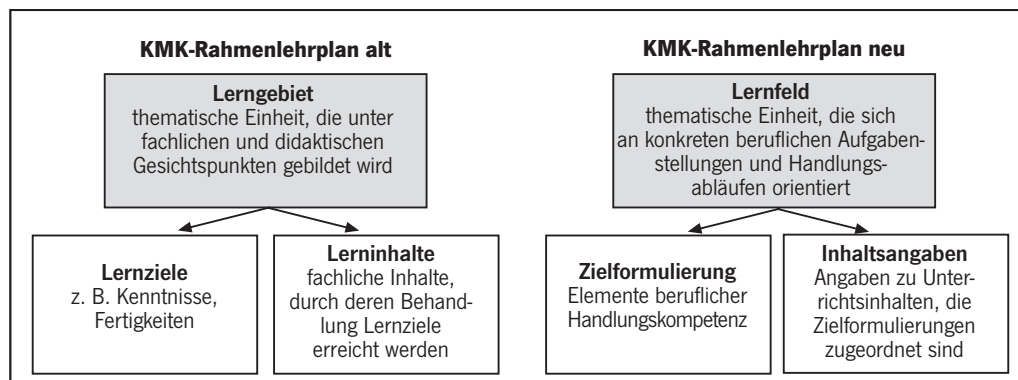 KMK-Rahmenlehrplan alt
Lerngebiet
thematische Einheit, die unter
fachlichen und didaktischen
Gesichtspunkten gebildet wird
Lernziele
z. B. Kenntnisse,
Fertigkeiten
Lerninhalte
fachliche Inhalte,
durch deren Behand-
lung Lernziele
erreicht werden
KMK-Rahmenlehrplan neu
Lernfeld
thematische Einheit, die sich
an konkreten beruflichen Aufgaben-
stellungen und Handlungs-
abläufen orientiert
Zielformulierung
Elemente beruflicher
Handlungskompetenz
Inhaltsangaben
Angaben zu Unter-
richtsinhalten, die
Zielformulierungen
zugeordnet sind